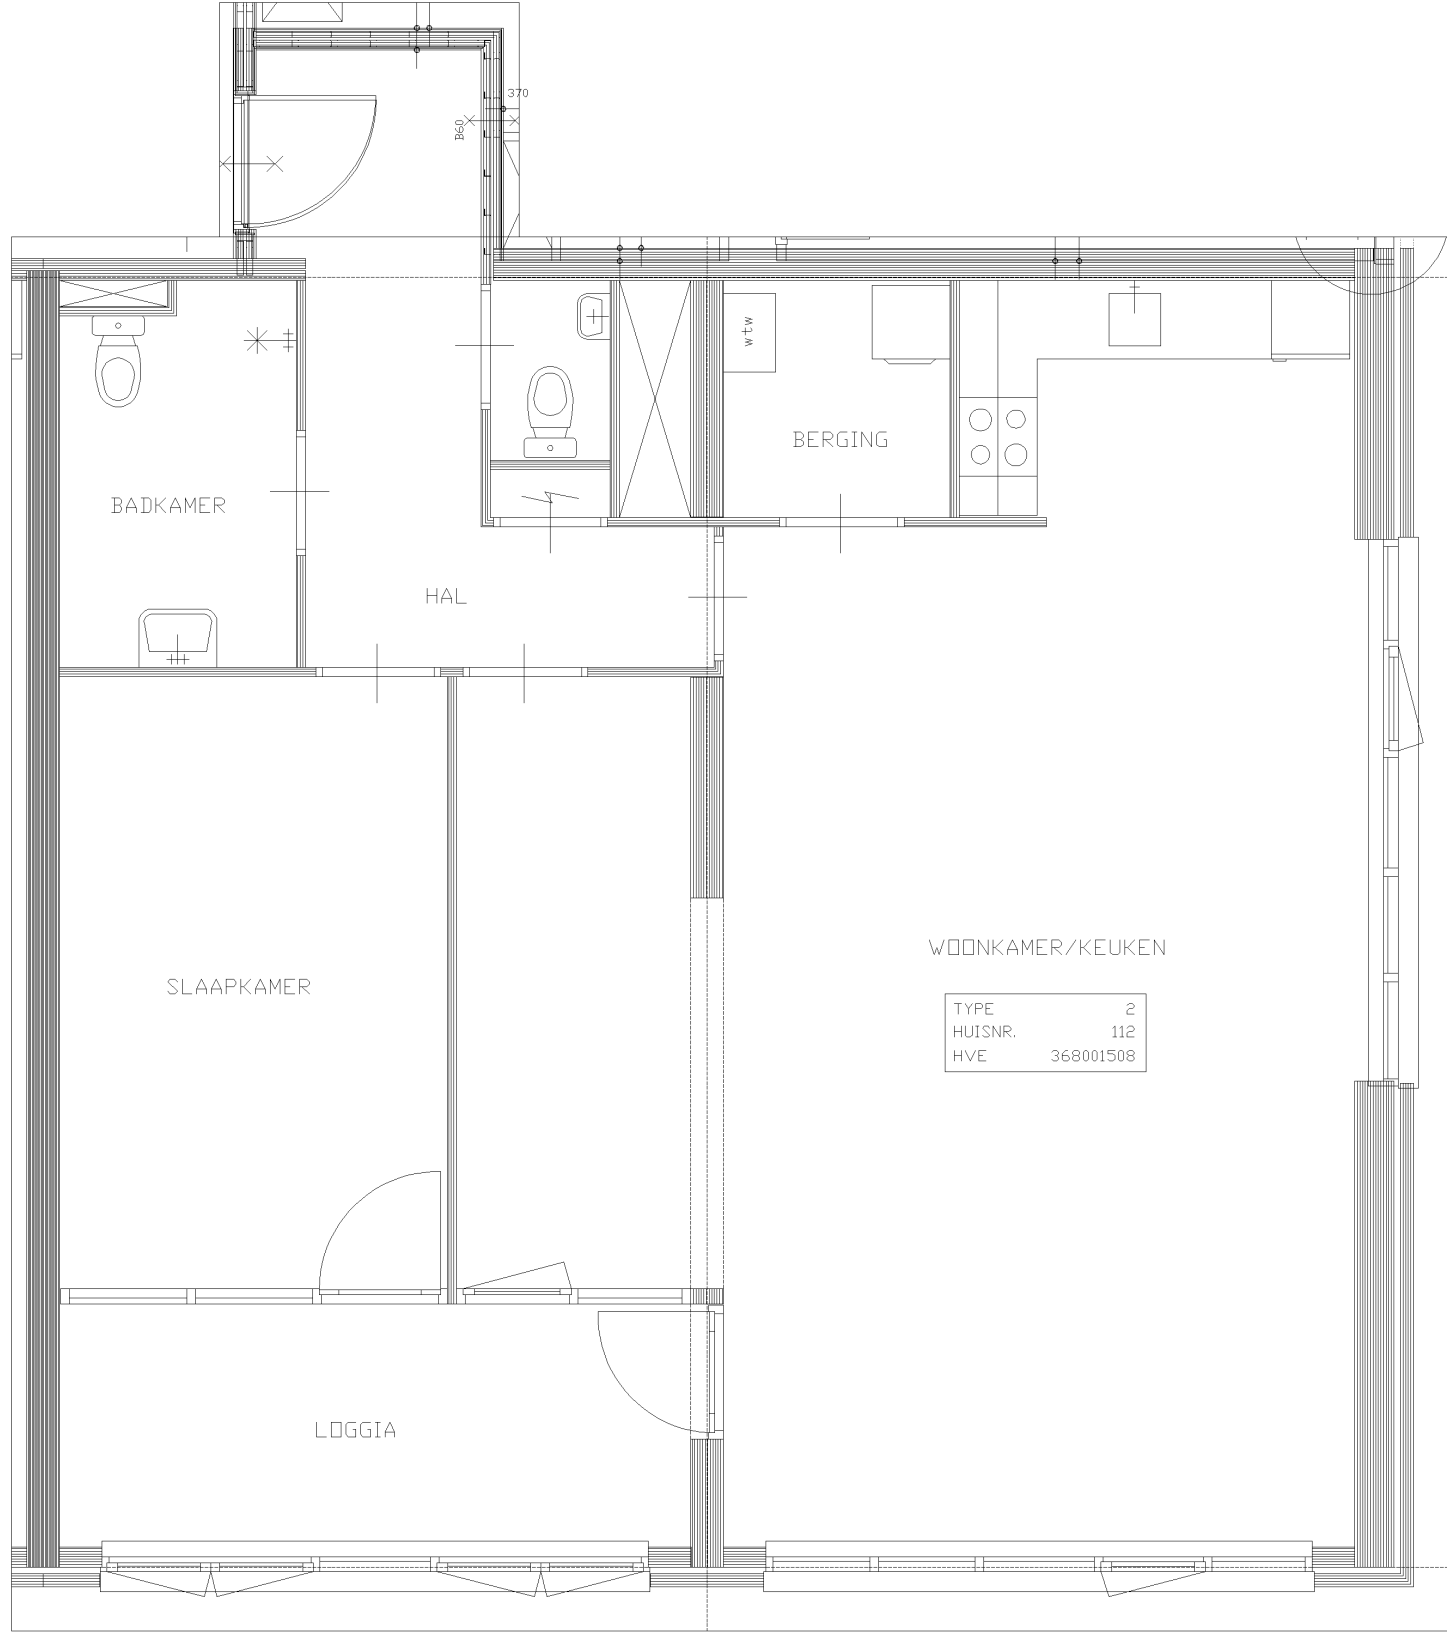 370
B60
wtw
BERGING
BADKAMER
HAL
WOONKAMER/KEUKEN
SLAAPKAMER
TYPE 2
HUISNR. 112
HVE 368001508
LOGGIA